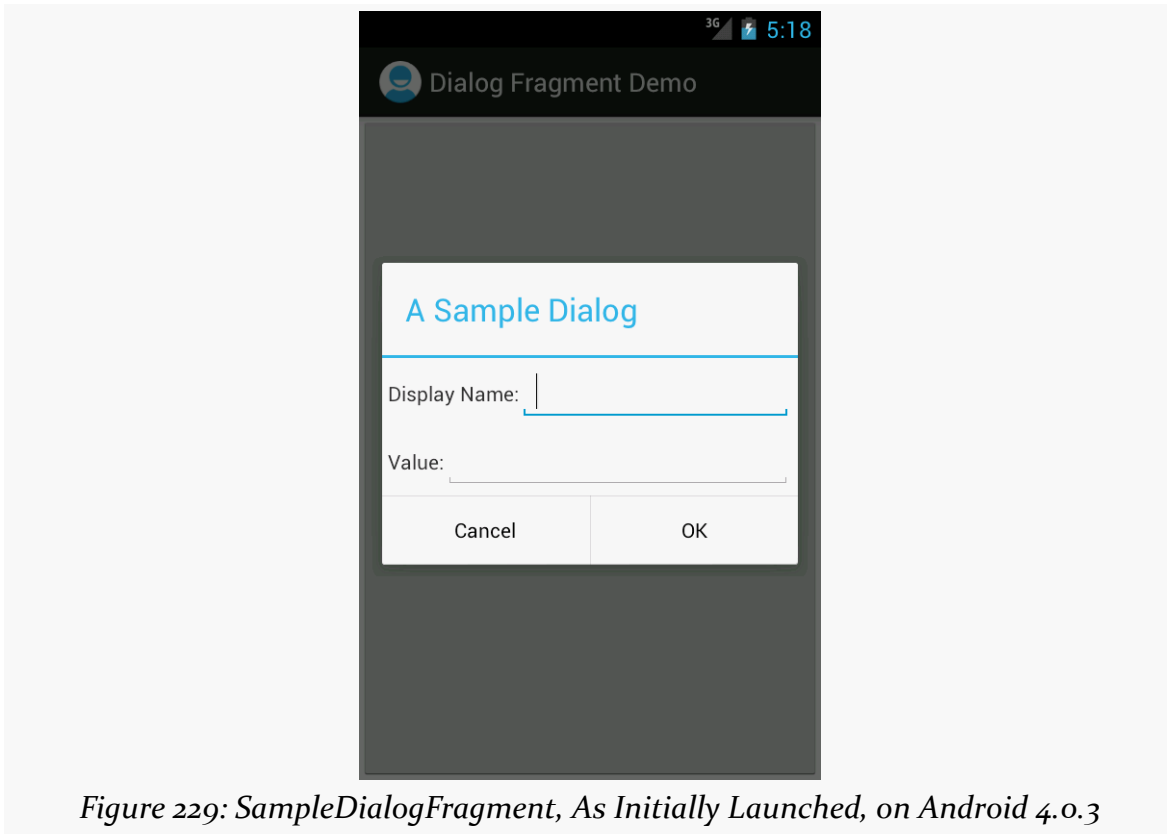 3G 5:18
Dialog Fragment Demo
A Sample Dialog
Display Name:
Value:
Cancel OK
Figure 229: SampleDialogFragment, As Initially Launched, on Android 4.0.3